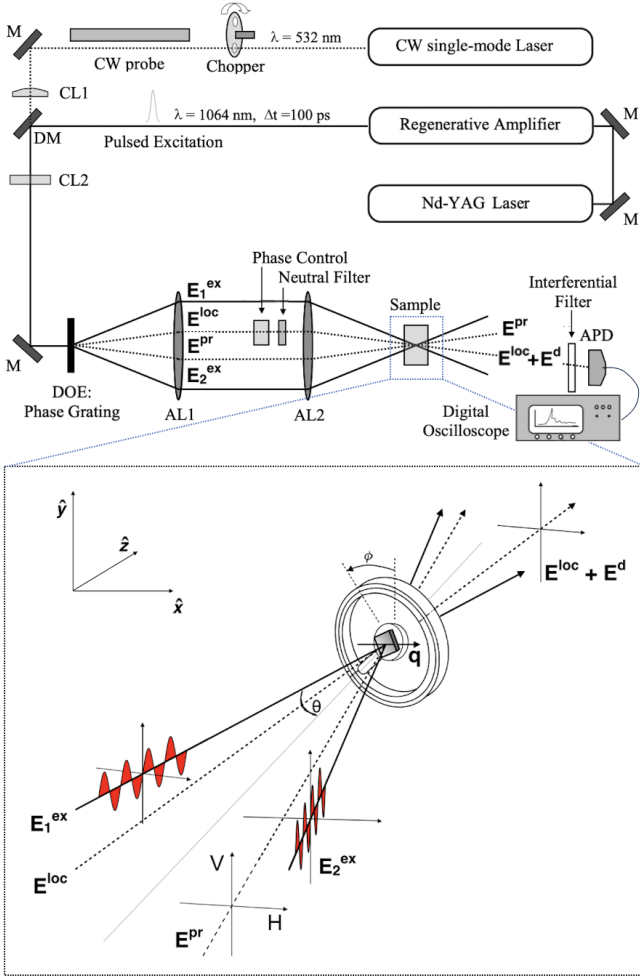 M
CW probe
Chopper
λ = 532 nm
CW single-mode Laser
CL1
DM
λ = 1064 nm, Δt =100 ps
Pulsed Excitation
Regenerative Amplifier
M
CL2
Nd-YAG Laser
M
Phase Control
Neutral Filter
E₁ᵉˣ
Eˡᵒᶜ
Eᵖʳ
E₂ᵉˣ
Sample
Interferential
Filter
APD
Eᵖʳ
Eˡᵒᶜ+Eᵈ
M
DOE:
Phase Grating
AL1
AL2
Digital
Oscilloscope
ŷ
ẑ
x̂
ϕ
Eˡᵒᶜ + Eᵈ
q
θ
E₁ᵉˣ
Eˡᵒᶜ
E₂ᵉˣ
V
H
Eᵖʳ